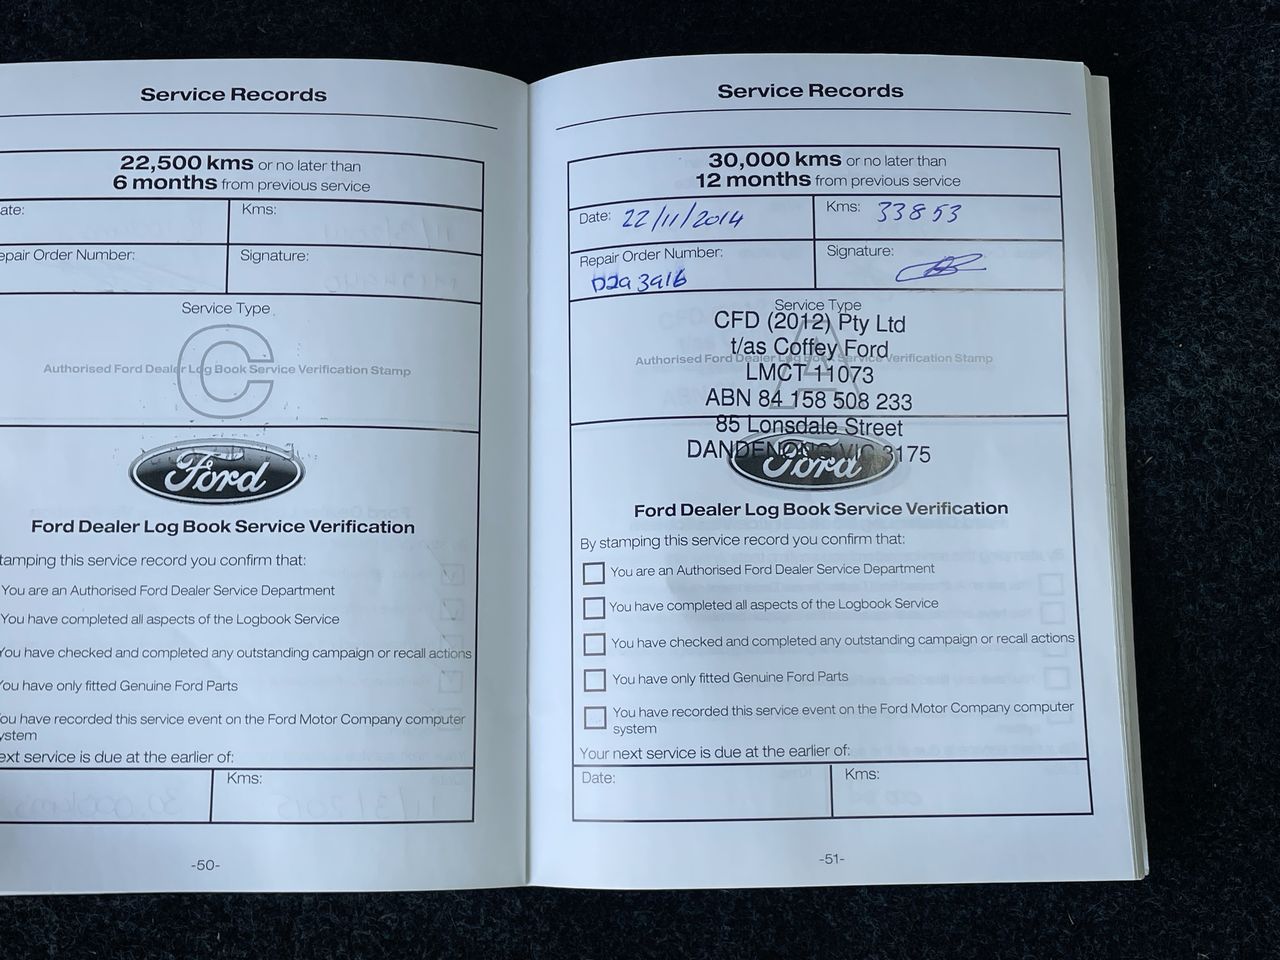 Service Records
22,500 kms or no later than
6 months from previous service
ate:
Kms:
epair Order Number:
Signature:
Service Type
C
Authorised Ford Dealer Log Book Service Verification Stamp
Ford
Ford Dealer Log Book Service Verification
tamping this service record you confirm that:
You are an Authorised Ford Dealer Service Department
You have completed all aspects of the Logbook Service
You have checked and completed any outstanding campaign or recall actions
You have only fitted Genuine Ford Parts
ou have recorded this service event on the Ford Motor Company computer
ystem
ext service is due at the earlier of:
Kms:
-50-
Service Records
30,000 kms or no later than
12 months from previous service
Date: 22/11/2014
Kms: 33853
Repair Order Number:
Signature:
Service Type
CFD (2012) Pty Ltd
t/as Coffey Ford
A
Authorised Ford Dealer Log Book Service Verification Stamp
LMCT 11073
ABN 84 158 508 233
85 Lonsdale Street
DANDENONG VIC 3175
Ford
Ford Dealer Log Book Service Verification
By stamping this service record you confirm that:
You are an Authorised Ford Dealer Service Department
You have completed all aspects of the Logbook Service
You have checked and completed any outstanding campaign or recall actions
You have only fitted Genuine Ford Parts
You have recorded this service event on the Ford Motor Company computer
system
Your next service is due at the earlier of:
Date:
Kms:
-51-